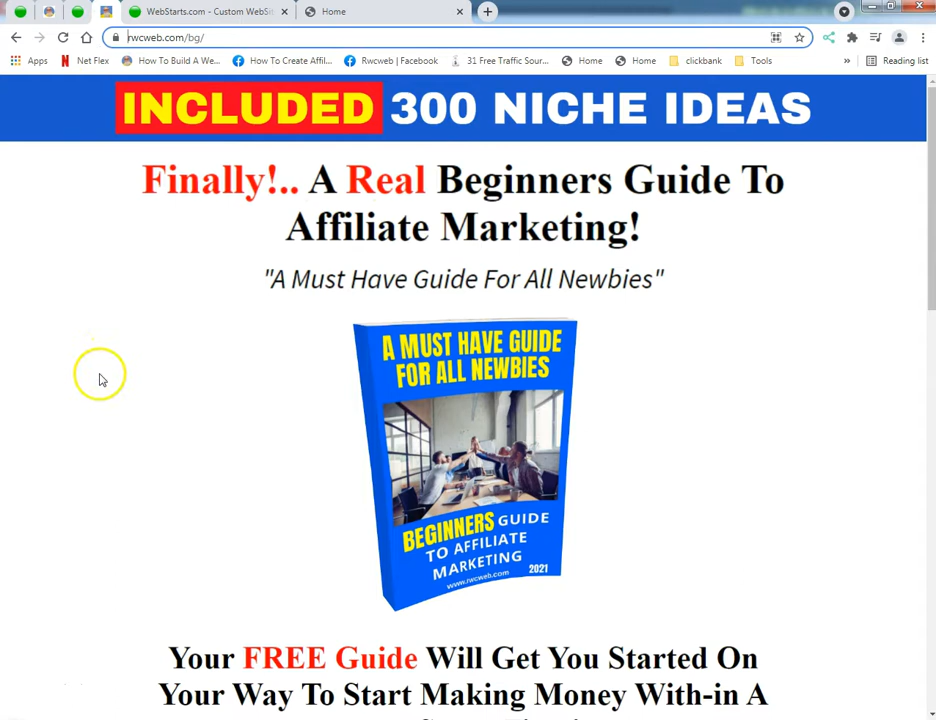 WebStarts.com - Custom WebSit
Home
rwcweb.com/bg/
Apps
Net Flex
How To Build A We...
How To Create Affil...
Rwcweb | Facebook
31 Free Traffic Sour...
Home
Home
clickbank
Tools
»
Reading list
INCLUDED 300 NICHE IDEAS
Finally!.. A Real Beginners Guide To
Affiliate Marketing!
"A Must Have Guide For All Newbies"
A MUST HAVE GUIDE
FOR ALL NEWBIES
BEGINNERS GUIDE
TO AFFILIATE
MARKETING
2021
www.rwcweb.com
Your FREE Guide Will Get You Started On
Your Way To Start Making Money With-in A